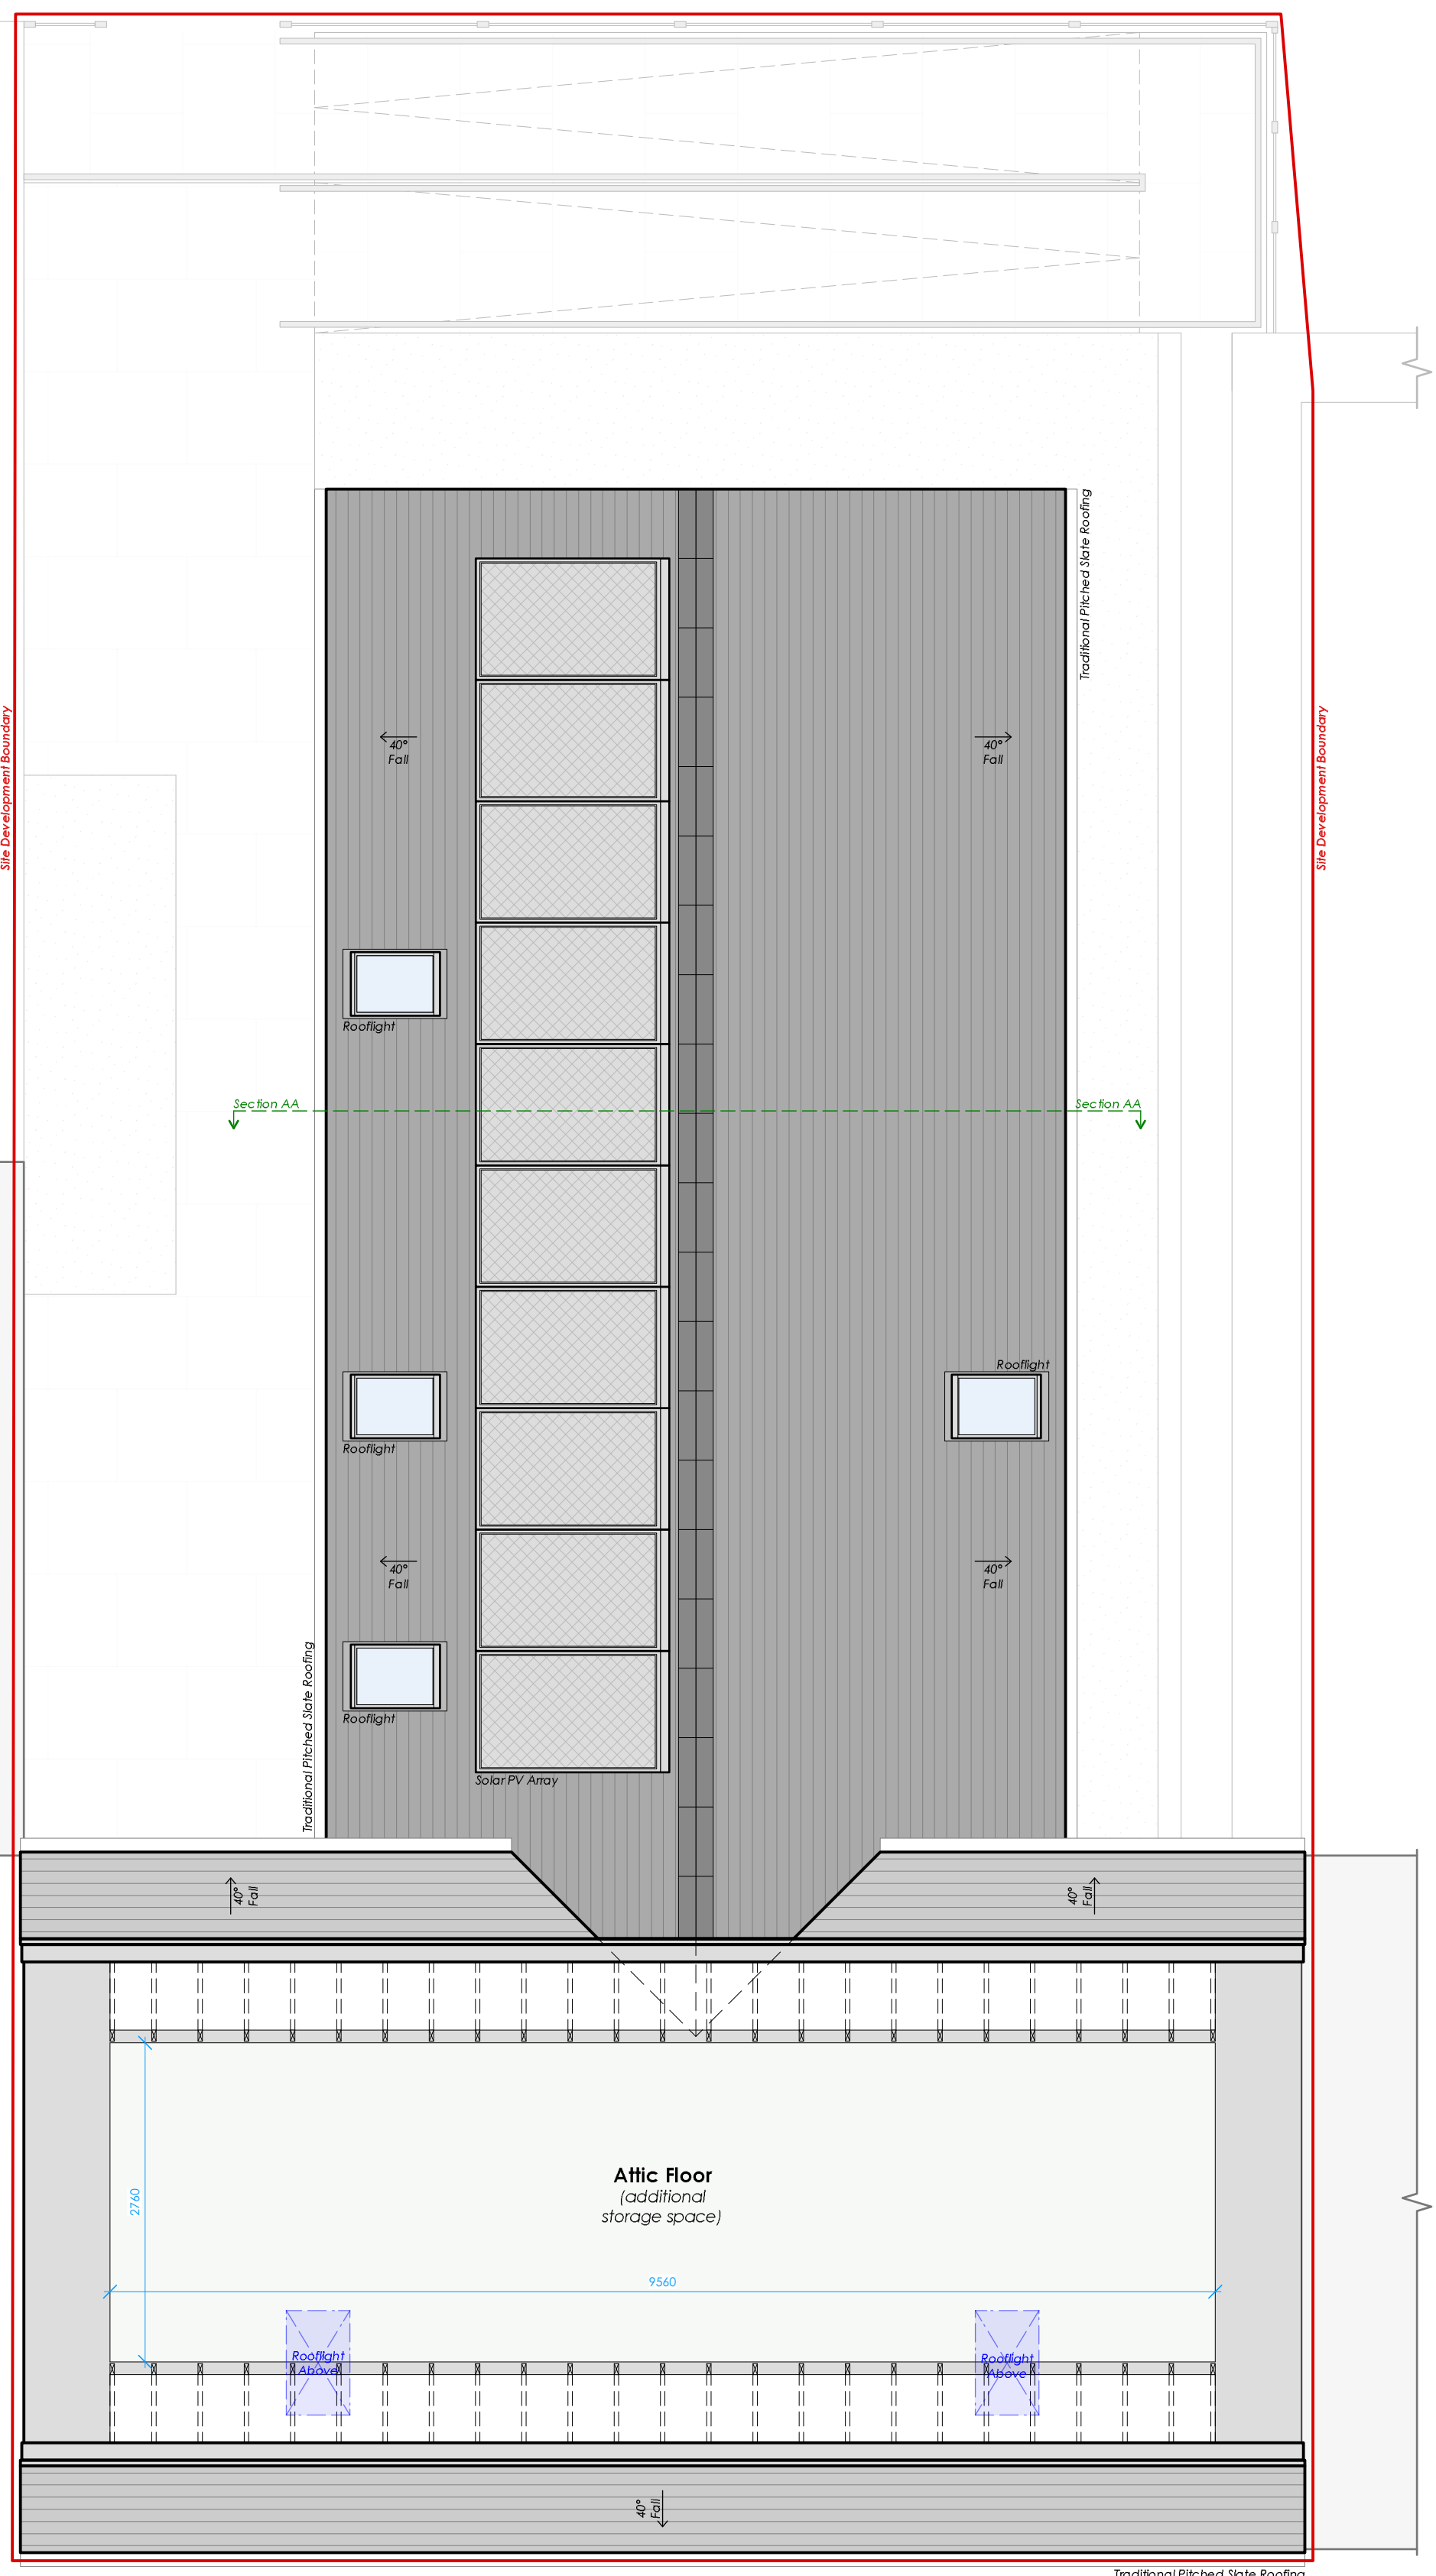 Traditional Pitched Slate Roofing
Site Development Boundary
Site Development Boundary
40°
Fall
40°
Fall
Rooflight
Section AA
Section AA
Rooflight
Rooflight
40°
Fall
40°
Fall
Traditional Pitched Slate Roofing
Rooflight
Solar PV Array
40°
Fall
40°
Fall
Attic Floor
(additional
storage space)
2760
9560
Rooflight
Above
Rooflight
Above
40°
Fall
Traditional Pitched Slate Roofing